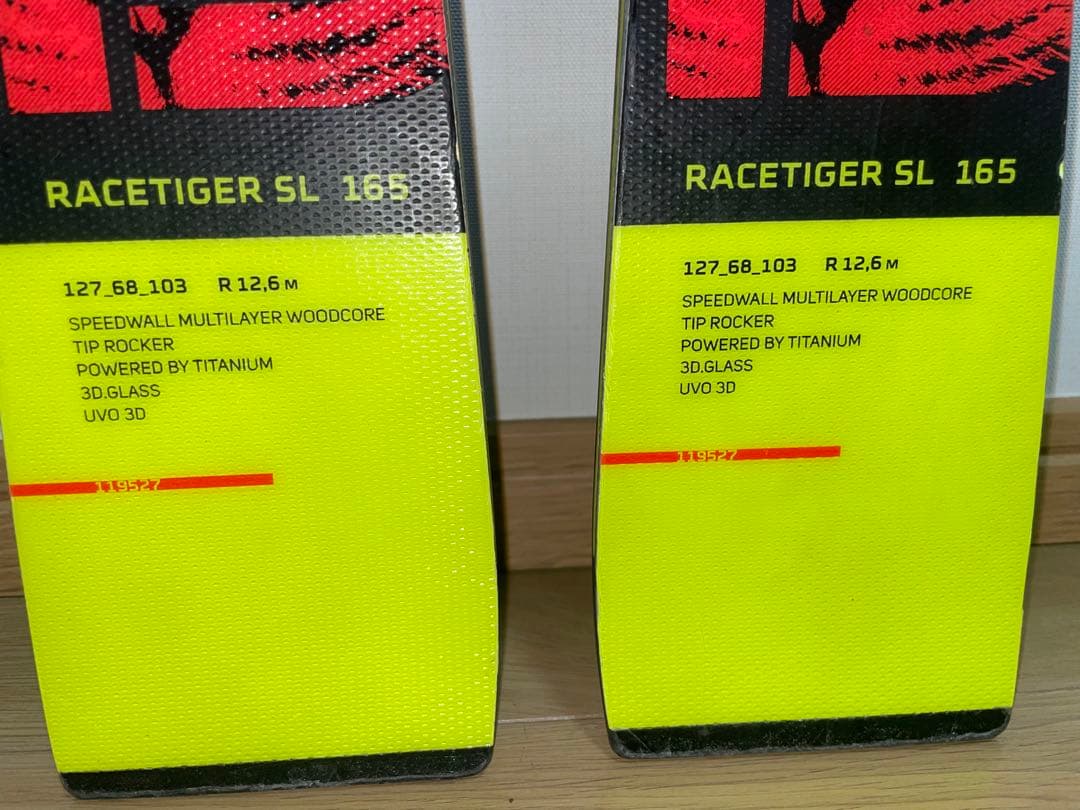 RACETIGER SL 165
127_68_103 R 12,6 M
SPEEDWALL MULTILAYER WOODCORE
TIP ROCKER
POWERED BY TITANIUM
3D.GLASS
UVO 3D
119527
RACETIGER SL 165
127_68_103 R 12,6 M
SPEEDWALL MULTILAYER WOODCORE
TIP ROCKER
POWERED BY TITANIUM
3D.GLASS
UVO 3D
119527